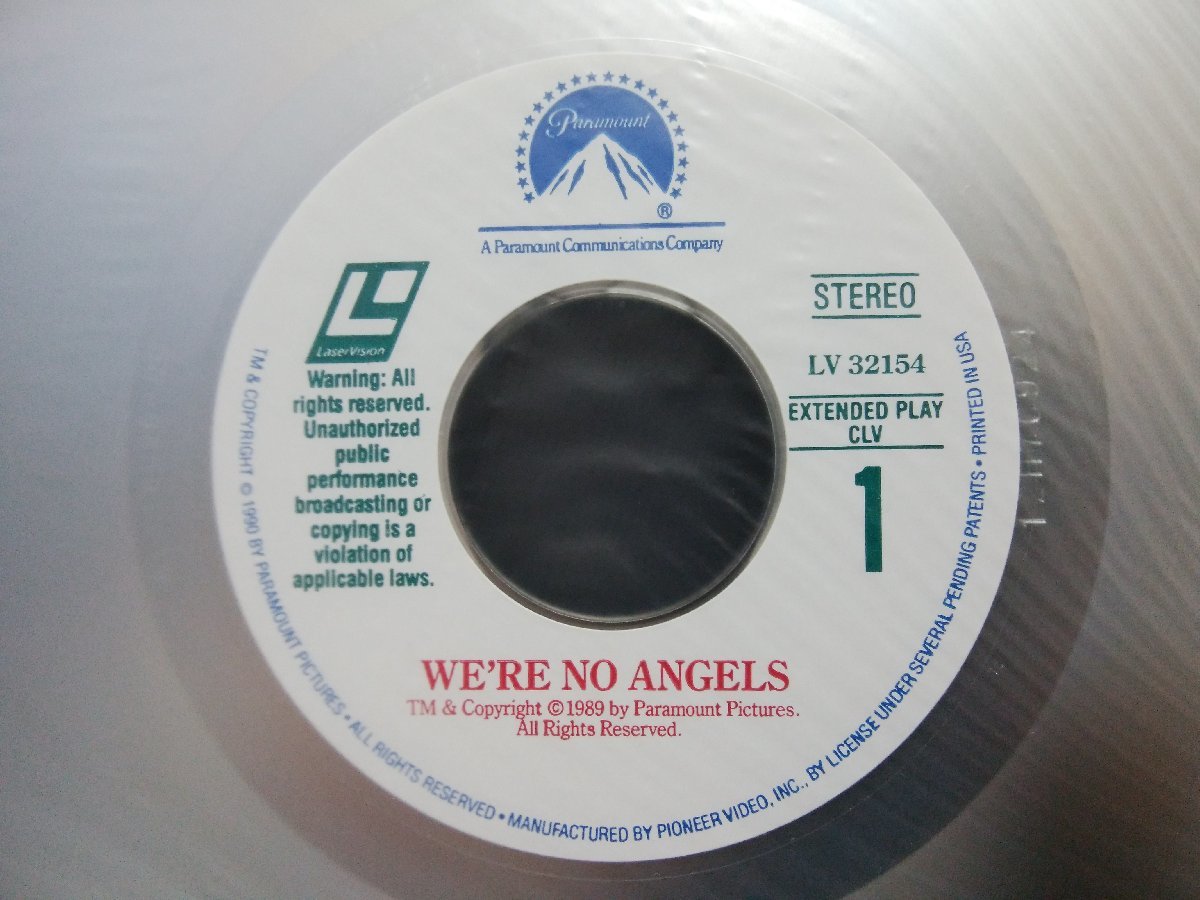 Paramount
®
A Paramount Communications Company
LaserVision
Warning: All
rights reserved.
Unauthorized
public
performance
broadcasting or
copying is a
violation of
applicable laws.
STEREO
LV 32154
EXTENDED PLAY
CLV
1
WE'RE NO ANGELS
TM & Copyright ©1989 by Paramount Pictures.
All Rights Reserved.
TM & COPYRIGHT © 1990 BY PARAMOUNT PICTURES • ALL RIGHTS RESERVED • MANUFACTURED BY PIONEER VIDEO, INC., BY LICENSE UNDER SEVERAL PENDING PATENTS • PRINTED IN USA